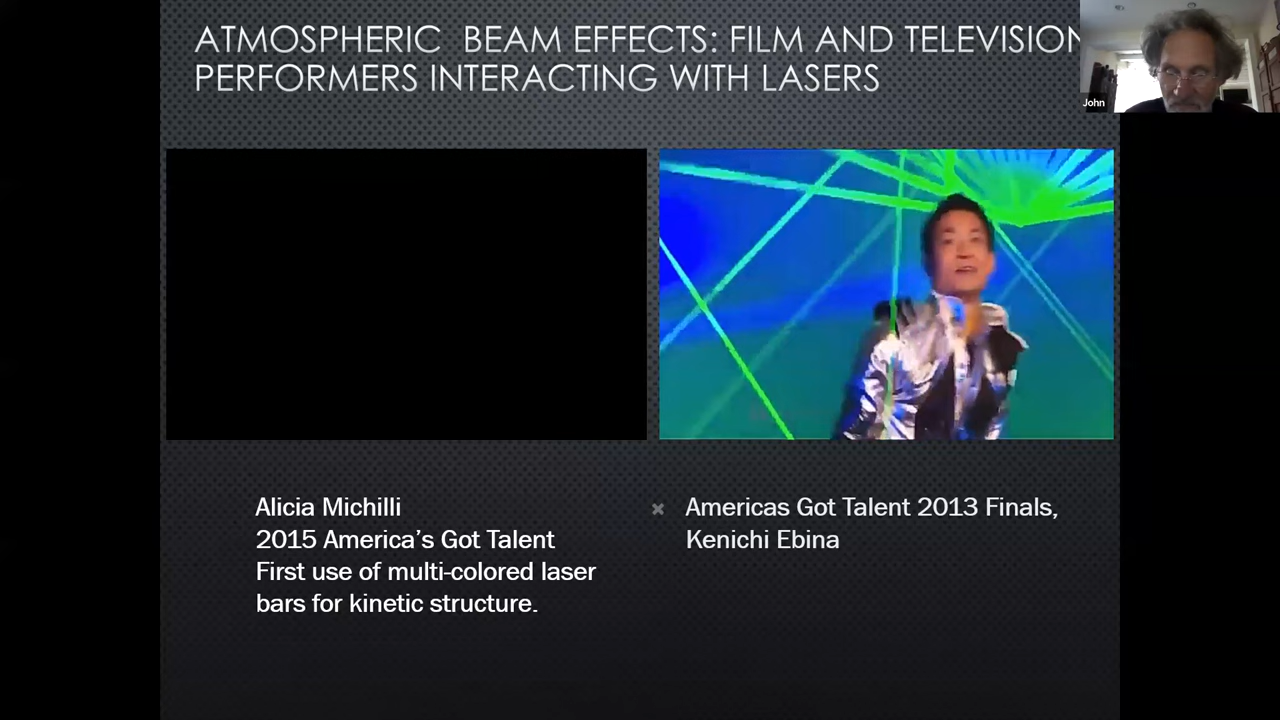 ATMOSPHERIC BEAM EFFECTS: FILM AND TELEVISION
PERFORMERS INTERACTING WITH LASERS
John
Alicia Michilli
2015 America's Got Talent
First use of multi-colored laser
bars for kinetic structure.
Americas Got Talent 2013 Finals,
Kenichi Ebina